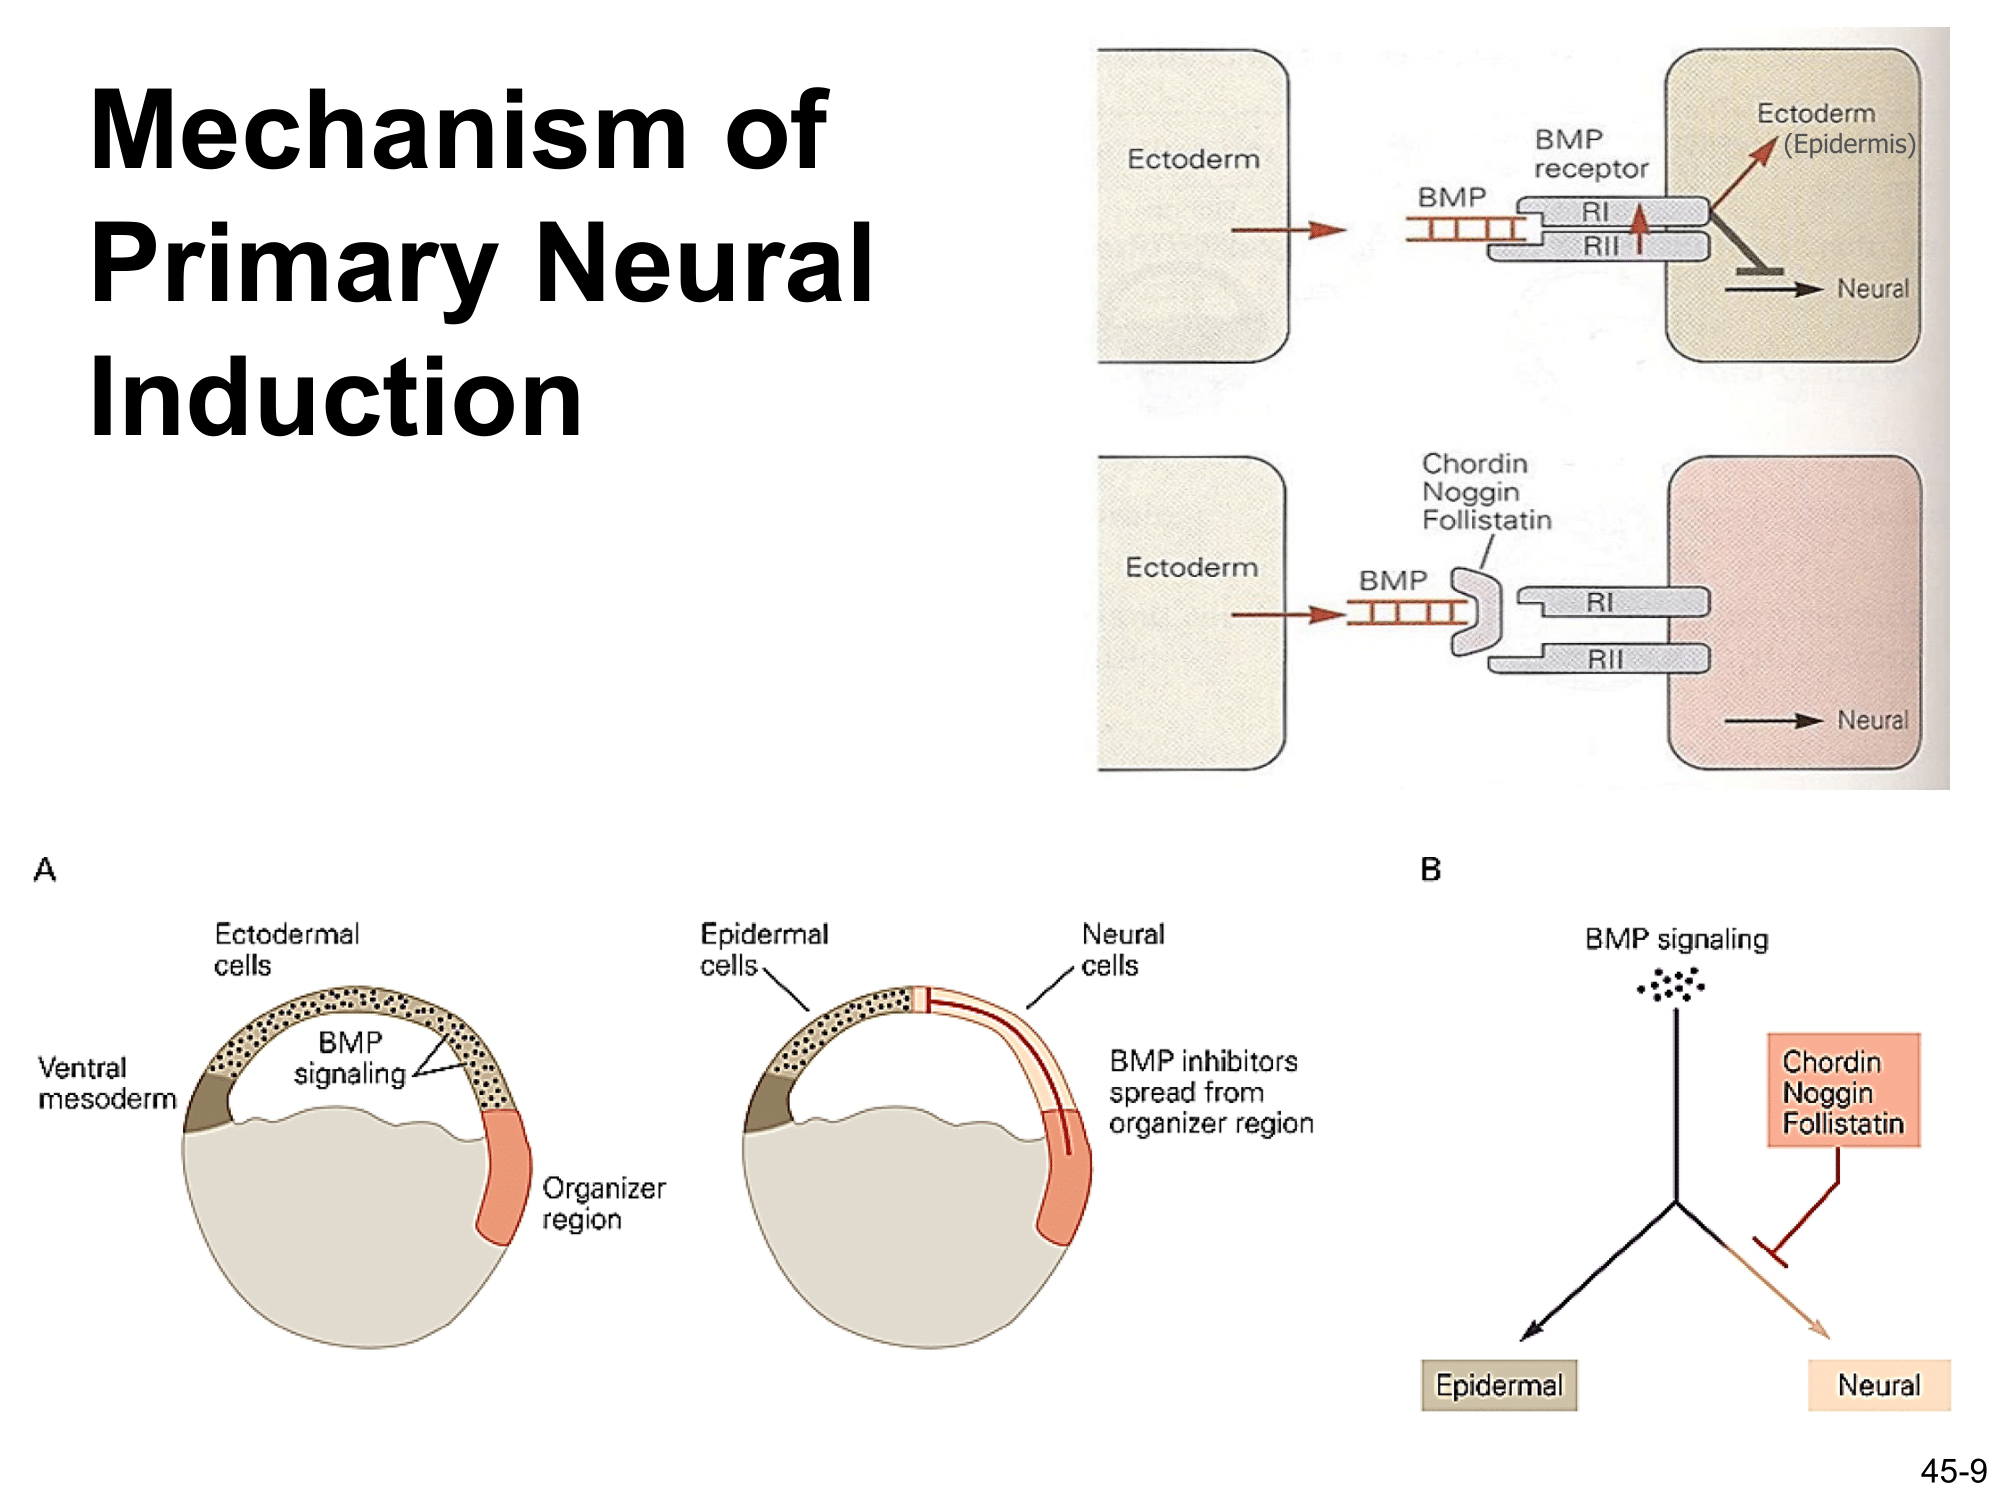 Mechanism of
Primary Neural
Induction
Ectoderm
BMP
BMP
receptor
RI
RII
Ectoderm
(Epidermis)
Neural
Chordin
Noggin
Follistatin
Ectoderm
BMP
RI
RII
Neural
A
Ectodermal
cells
BMP
signaling
Ventral
mesoderm
Organizer
region
Epidermal
cells
Neural
cells
BMP inhibitors
spread from
organizer region
B
BMP signaling
Chordin
Noggin
Follistatin
Epidermal
Neural
45-9